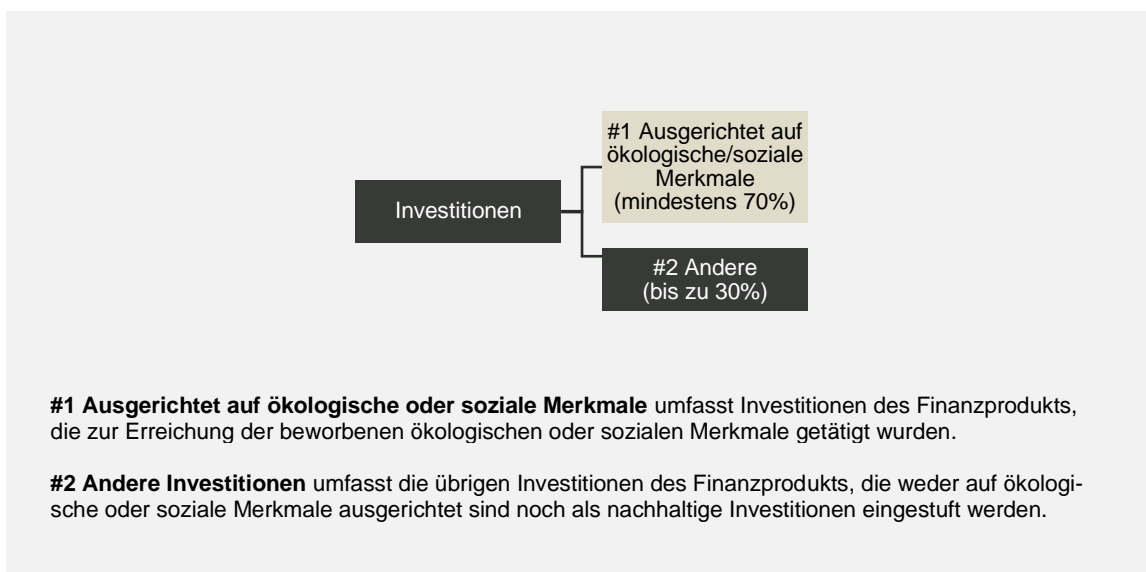 #1 Ausgerichtet auf
ökologische/soziale
Merkmale
(mindestens 70%)
Investitionen
#2 Andere
(bis zu 30%)
#1 Ausgerichtet auf ökologische oder soziale Merkmale umfasst Investitionen des Finanzprodukts,
die zur Erreichung der beworbenen ökologischen oder sozialen Merkmale getätigt wurden.
#2 Andere Investitionen umfasst die übrigen Investitionen des Finanzprodukts, die weder auf ökologi-
sche oder soziale Merkmale ausgerichtet sind noch als nachhaltige Investitionen eingestuft werden.